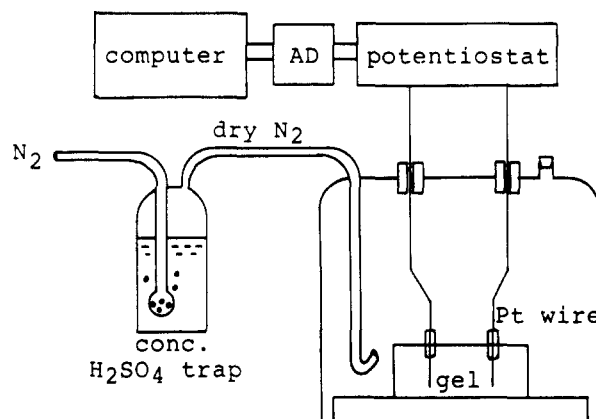 computer
AD
potentiostat
dry N2
N2
Pt wire
conc.
H2SO4 trap
gel